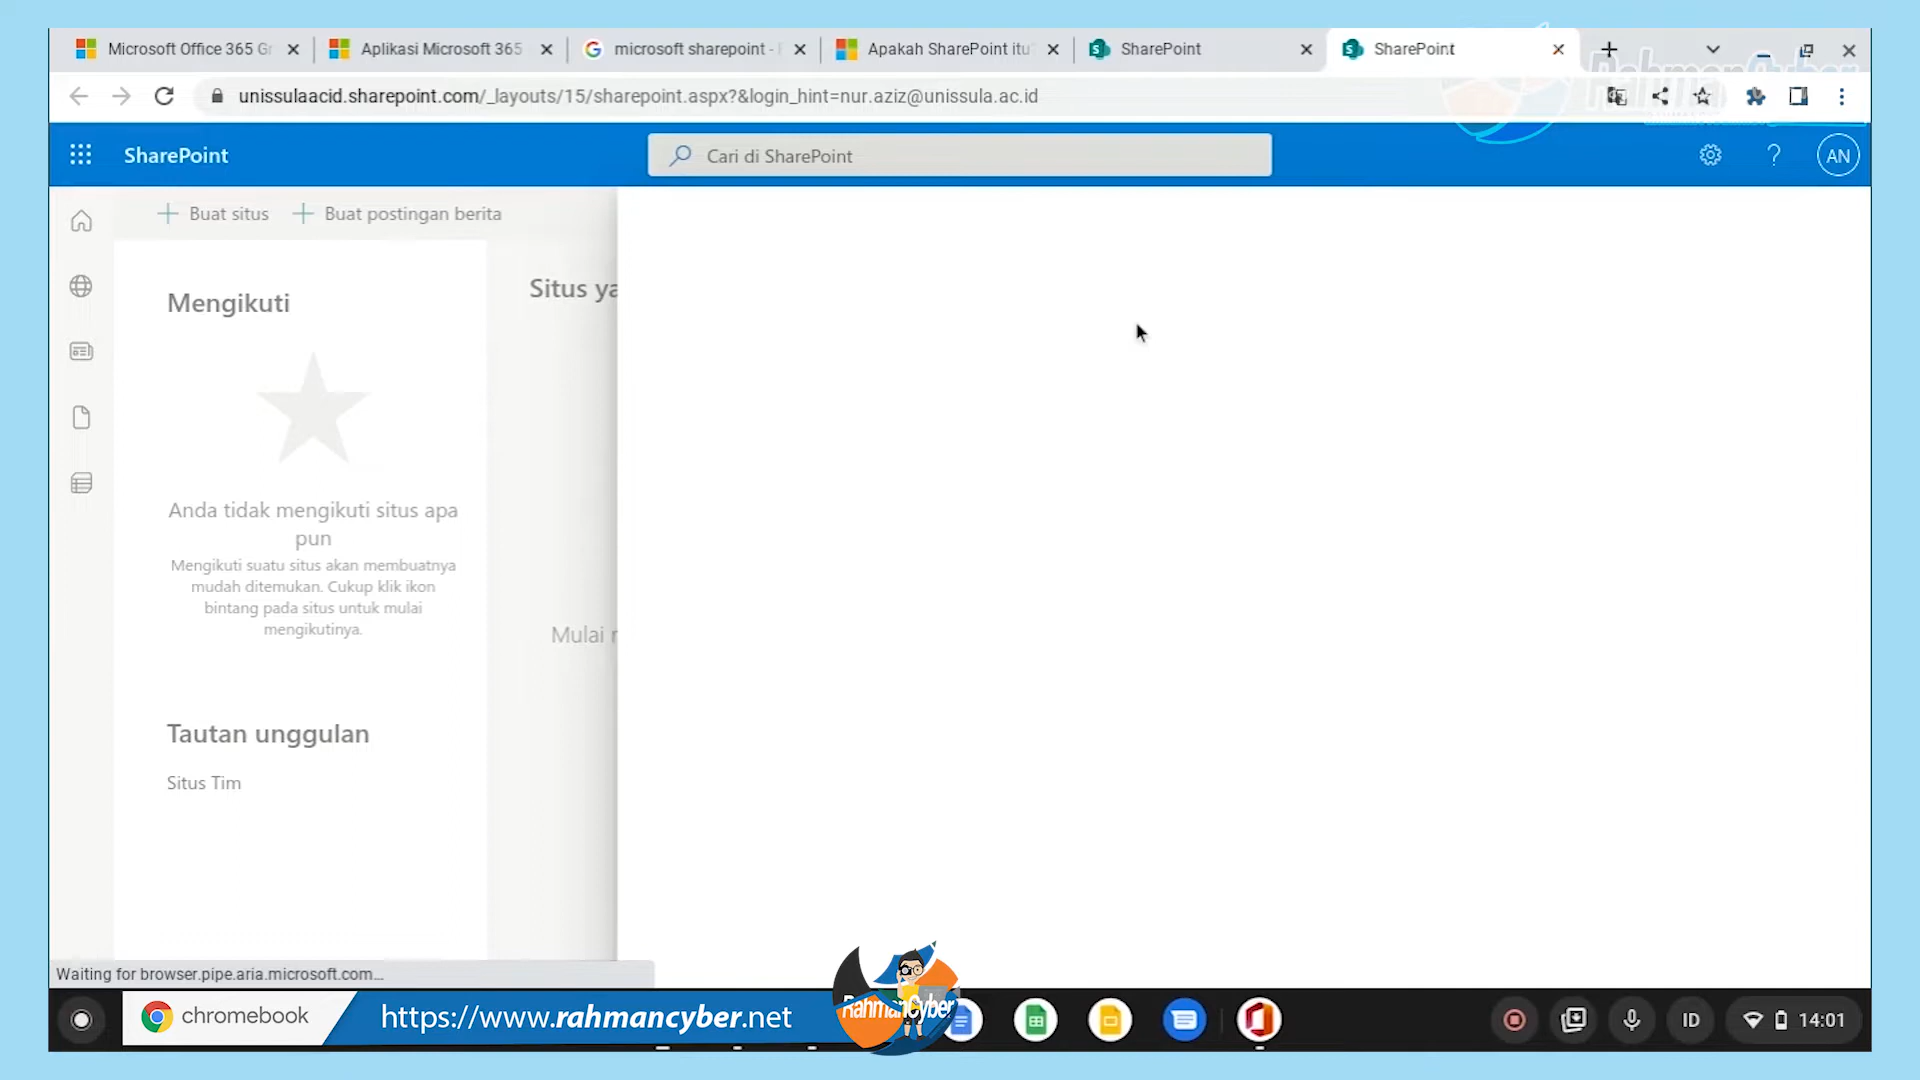 Microsoft Office 365 Gr
Aplikasi Microsoft 365
microsoft sharepoint -
Apakah SharePoint itu
SharePoint
SharePoint
unissulaacid.sharepoint.com/_layouts/15/sharepoint.aspx?&login_hint=nur.aziz@unissula.ac.id
SharePoint
Cari di SharePoint
AN
Buat situs
Buat postingan berita
Mengikuti
Situs ya
Anda tidak mengikuti situs apa
pun
Mengikuti suatu situs akan membuatnya
mudah ditemukan. Cukup klik ikon
bintang pada situs untuk mulai
mengikutinya.
Mulai
Tautan unggulan
Situs Tim
Waiting for browser.pipe.aria.microsoft.com...
chromebook
https://www.rahmancyber.net
RahmanCyber
ID
14:01